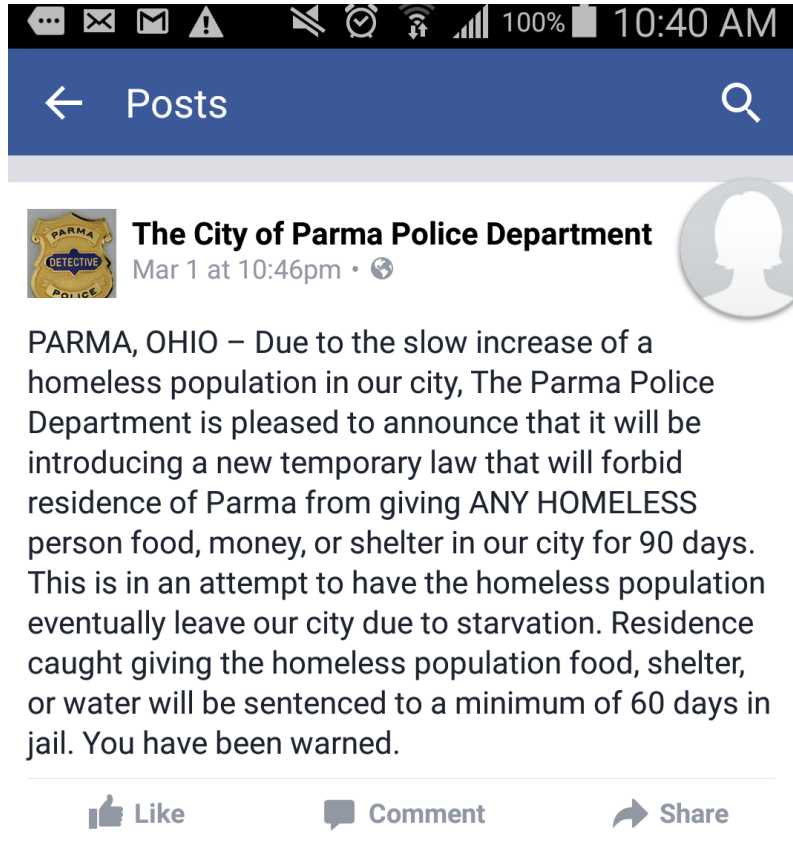 100% 10:40 AM
Posts
PARMA
DETECTIVE
POLICE
The City of Parma Police Department
Mar 1 at 10:46pm •
PARMA, OHIO – Due to the slow increase of a
homeless population in our city, The Parma Police
Department is pleased to announce that it will be
introducing a new temporary law that will forbid
residence of Parma from giving ANY HOMELESS
person food, money, or shelter in our city for 90 days.
This is in an attempt to have the homeless population
eventually leave our city due to starvation. Residence
caught giving the homeless population food, shelter,
or water will be sentenced to a minimum of 60 days in
jail. You have been warned.
Like Comment Share